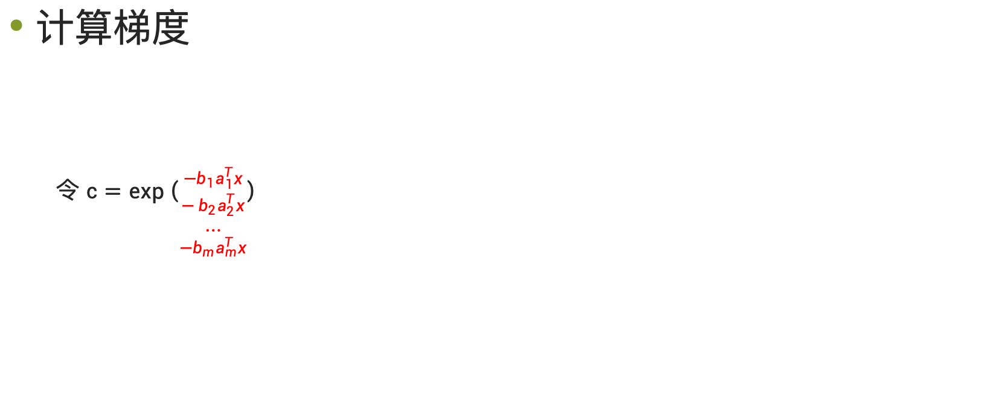 • 计算梯度
令 c = exp (−b₁a₁ᵀx
− b₂a₂ᵀx
...
−bₘaₘᵀx)